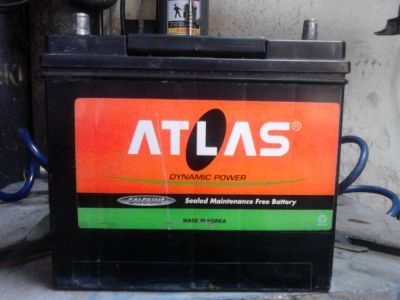 ATLAS®
DYNAMIC POWER
CALCIUM
Sealed Maintenance Free Battery
MADE IN KOREA